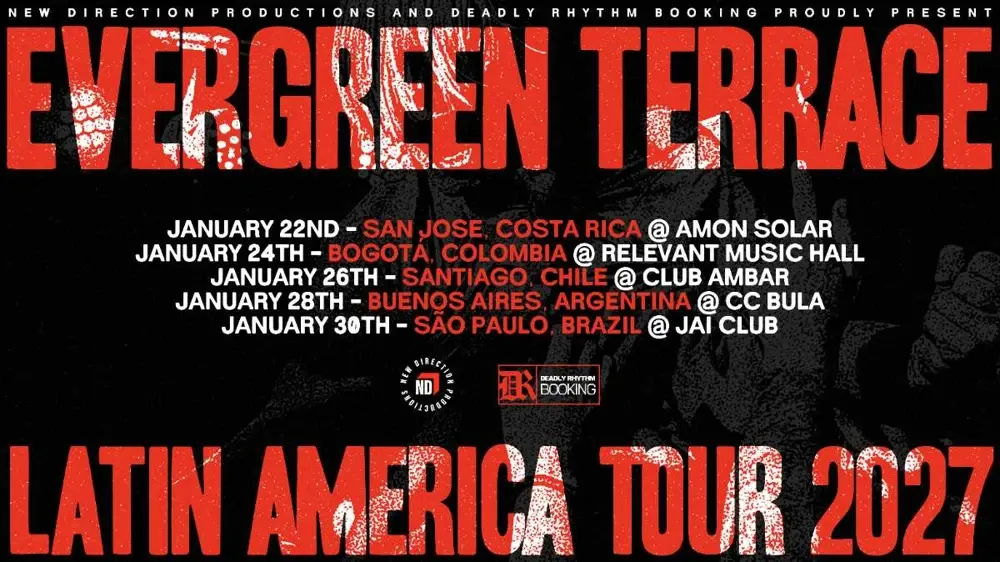 NEW DIRECTION PRODUCTIONS AND DEADLY RHYTHM BOOKING PROUDLY PRESENT
EVERGREEN TERRACE
JANUARY 22ND - SAN JOSE, COSTA RICA @ AMON SOLAR
JANUARY 24TH - BOGOTÁ, COLOMBIA @ RELEVANT MUSIC HALL
JANUARY 26TH - SANTIAGO, CHILE @ CLUB AMBAR
JANUARY 28TH - BUENOS AIRES, ARGENTINA @ CC BULA
JANUARY 30TH - SÃO PAULO, BRAZIL @ JAI CLUB
NEW DIRECTION PRODUCTIONS
ND
DR
DEADLY RHYTHM
BOOKING
LATIN AMERICA TOUR 2027